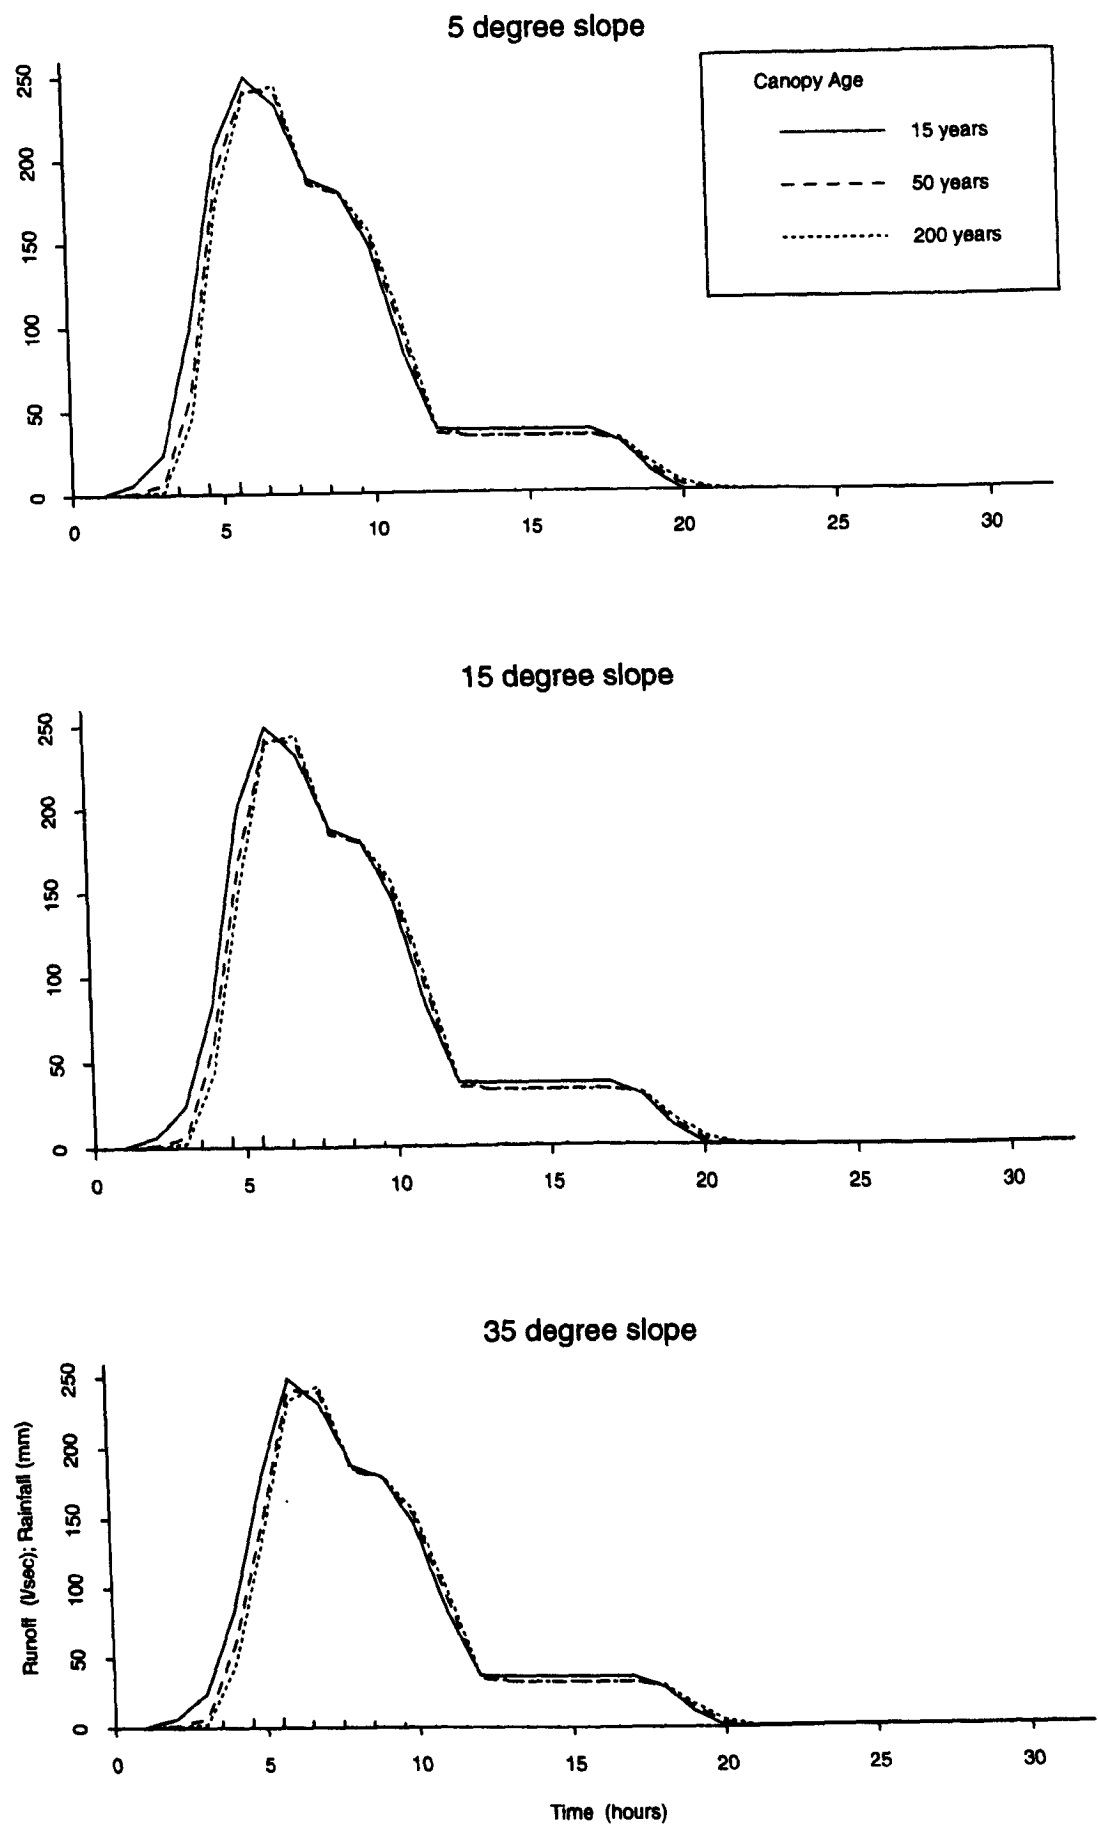 5 degree slope
Canopy Age
15 years
50 years
200 years
250
200
150
100
50
0
0 5 10 15 20 25 30
15 degree slope
250
200
150
100
50
0
0 5 10 15 20 25 30
35 degree slope
250
200
150
100
50
0
Runoff (l/sec); Rainfall (mm)
0 5 10 15 20 25 30
Time (hours)